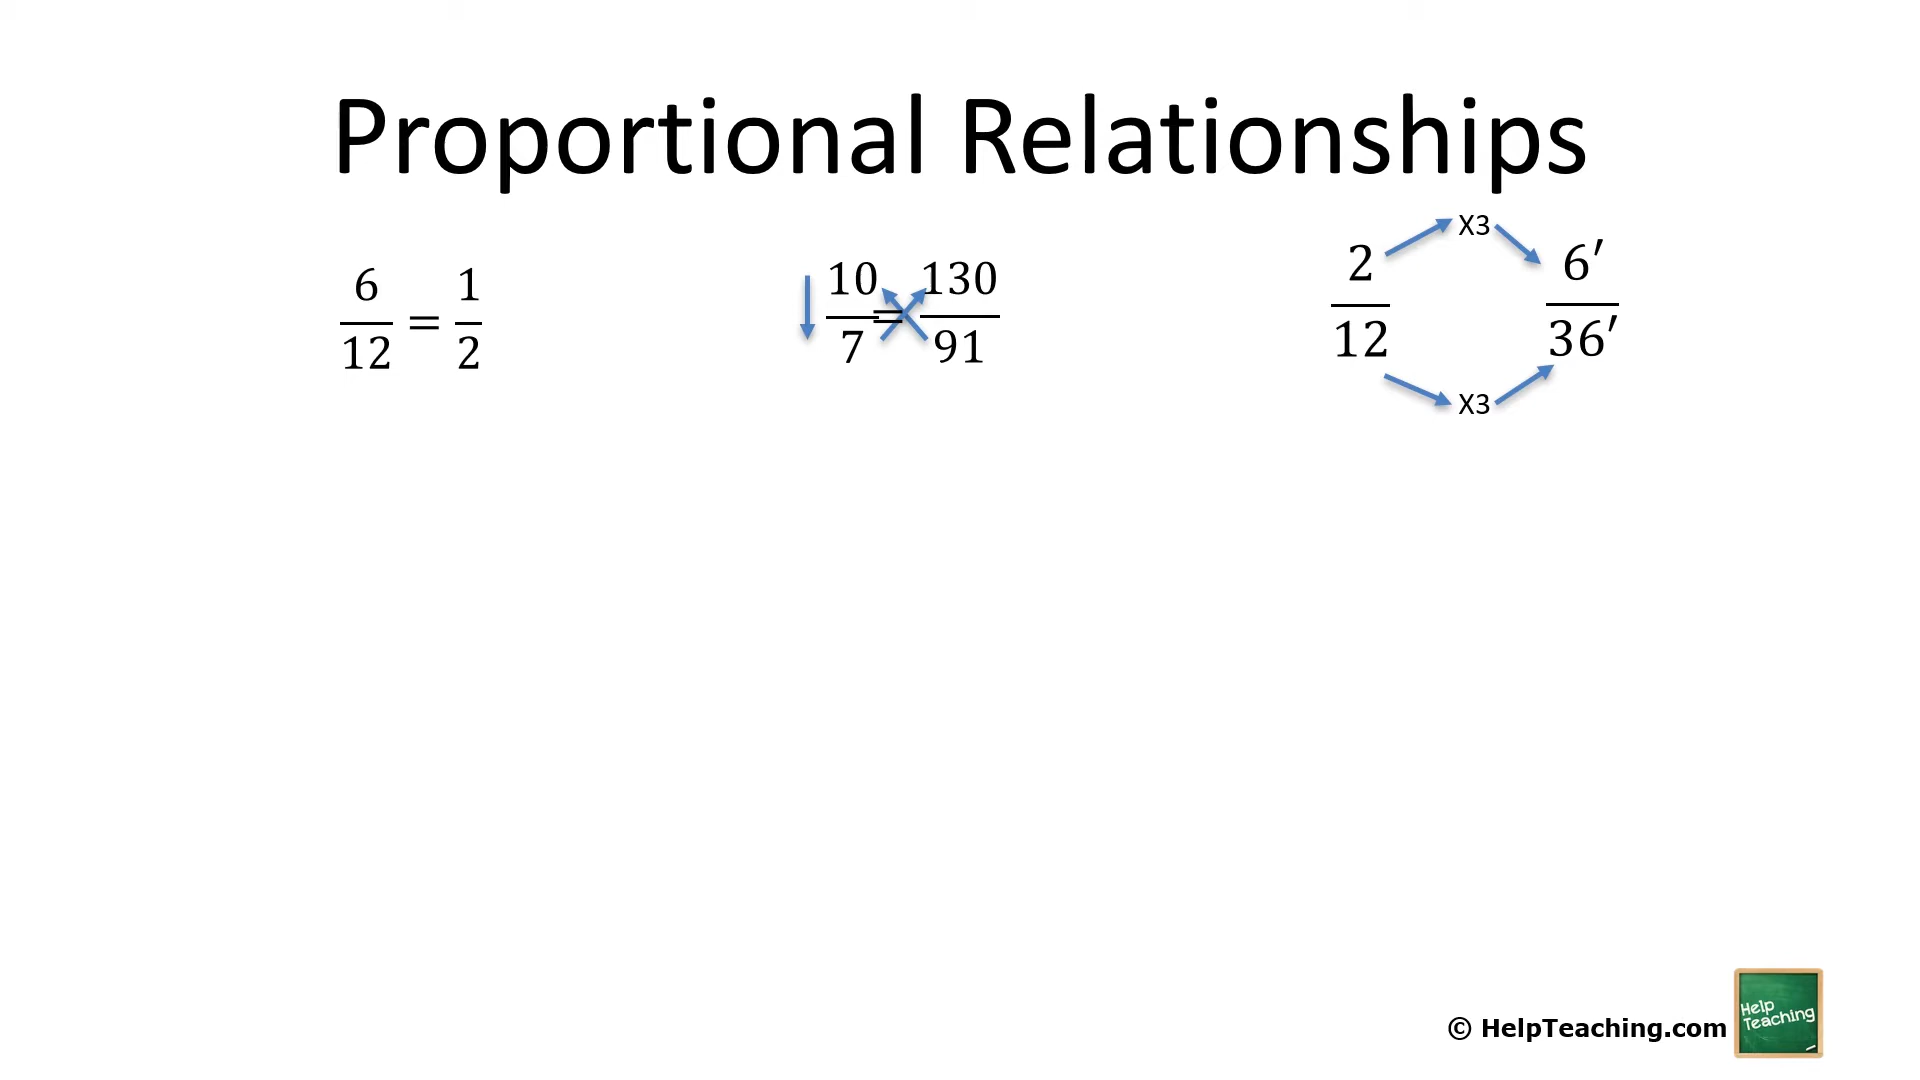 Proportional Relationships
6/12 = 1/2
10/7 = 130/91
X3
2/12 6′/36′
X3
© HelpTeaching.com
Help
Teaching